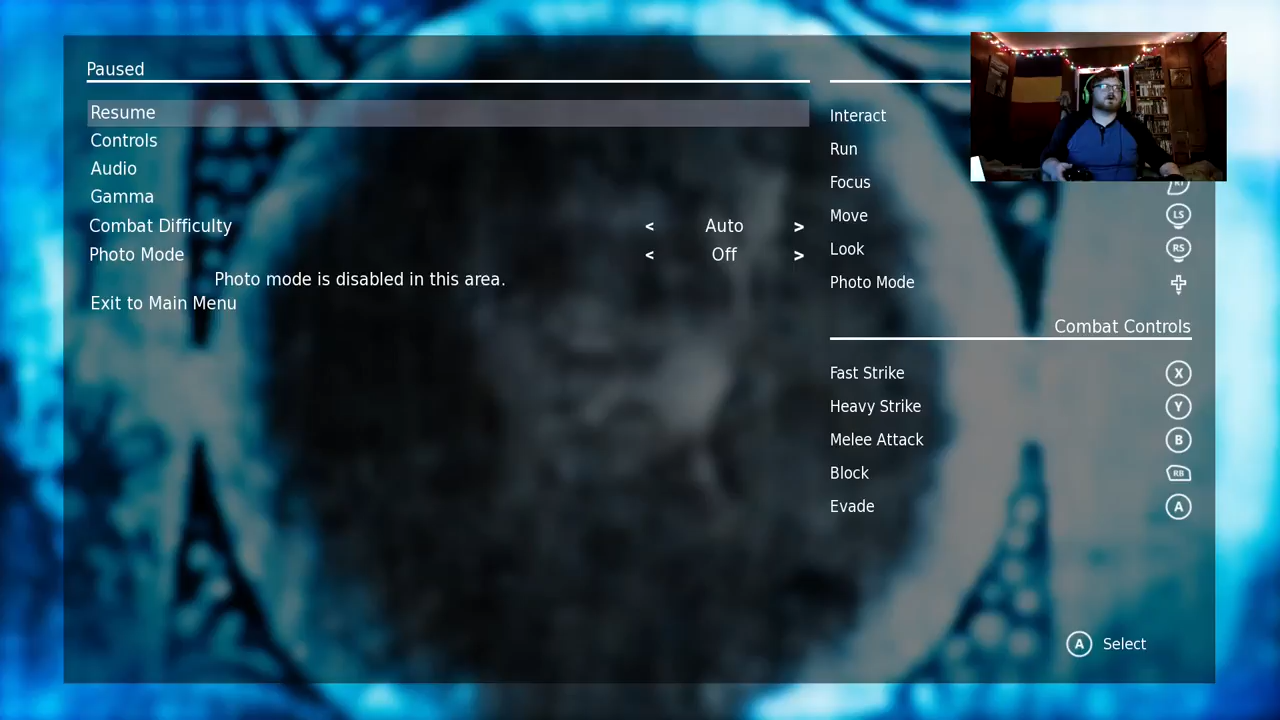 Paused
Resume
Controls
Audio
Gamma
Combat Difficulty < Auto >
Photo Mode < Off >
Photo mode is disabled in this area.
Exit to Main Menu
Interact
Run
Focus RT
Move LS
Look RS
Photo Mode
Combat Controls
Fast Strike X
Heavy Strike Y
Melee Attack B
Block RB
Evade A
A Select